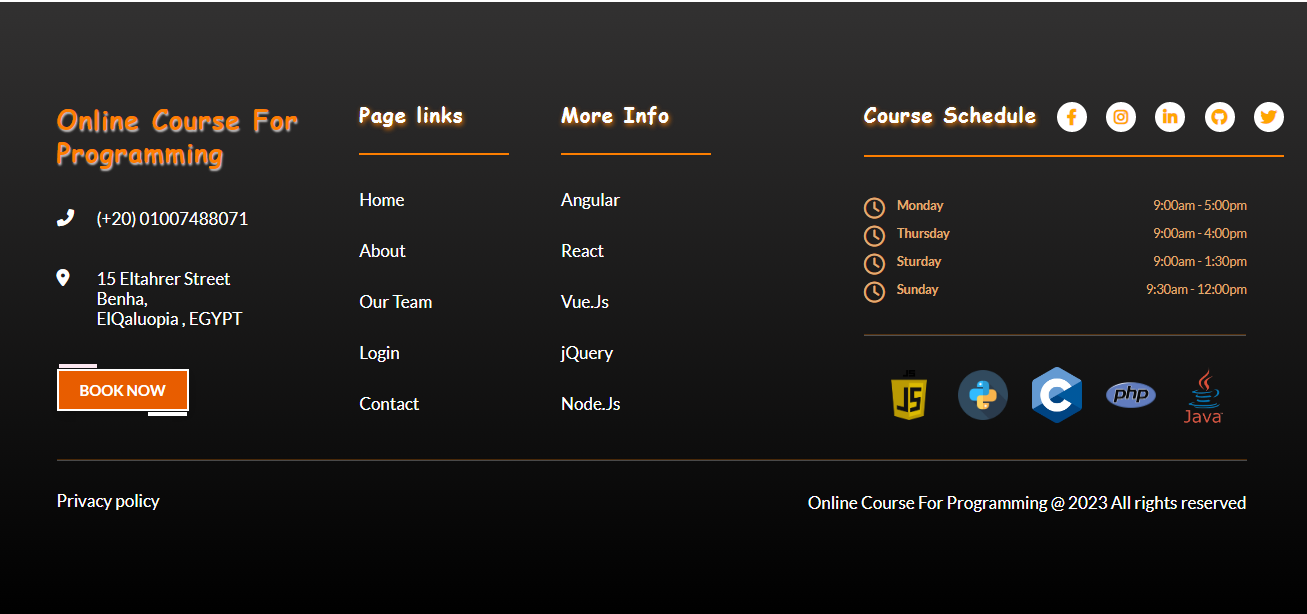 Online Course For
Programming
(+20) 01007488071
15 Eltahrer Street
Benha,
ElQaluopia , EGYPT
BOOK NOW
Page links
Home
About
Our Team
Login
Contact
More Info
Angular
React
Vue.Js
jQuery
Node.Js
Course Schedule
Monday 9:00am - 5:00pm
Thursday 9:00am - 4:00pm
Sturday 9:00am - 1:30pm
Sunday 9:30am - 12:00pm
JS
JS
C
php
Java
Privacy policy
Online Course For Programming @ 2023 All rights reserved